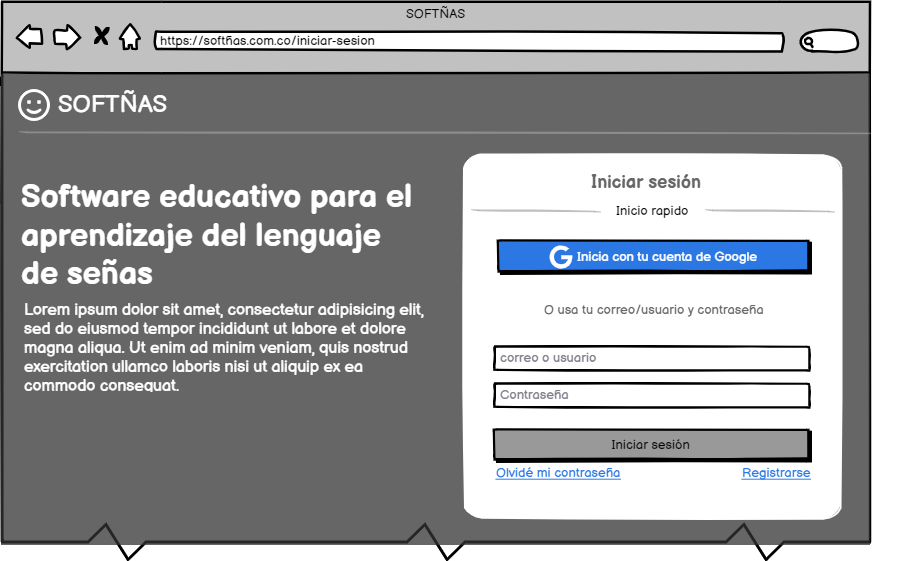 SOFTÑAS
https://softñas.com.co/iniciar-sesion
SOFTÑAS
Software educativo para el
aprendizaje del lenguaje
de señas
Lorem ipsum dolor sit amet, consectetur adipisicing elit,
sed do eiusmod tempor incididunt ut labore et dolore
magna aliqua. Ut enim ad minim veniam, quis nostrud
exercitation ullamco laboris nisi ut aliquip ex ea
commodo consequat.
Iniciar sesión
Inicio rapido
G Inicia con tu cuenta de Google
O usa tu correo/usuario y contraseña
correo o usuario
Contraseña
Iniciar sesión
Olvidé mi contraseña
Registrarse